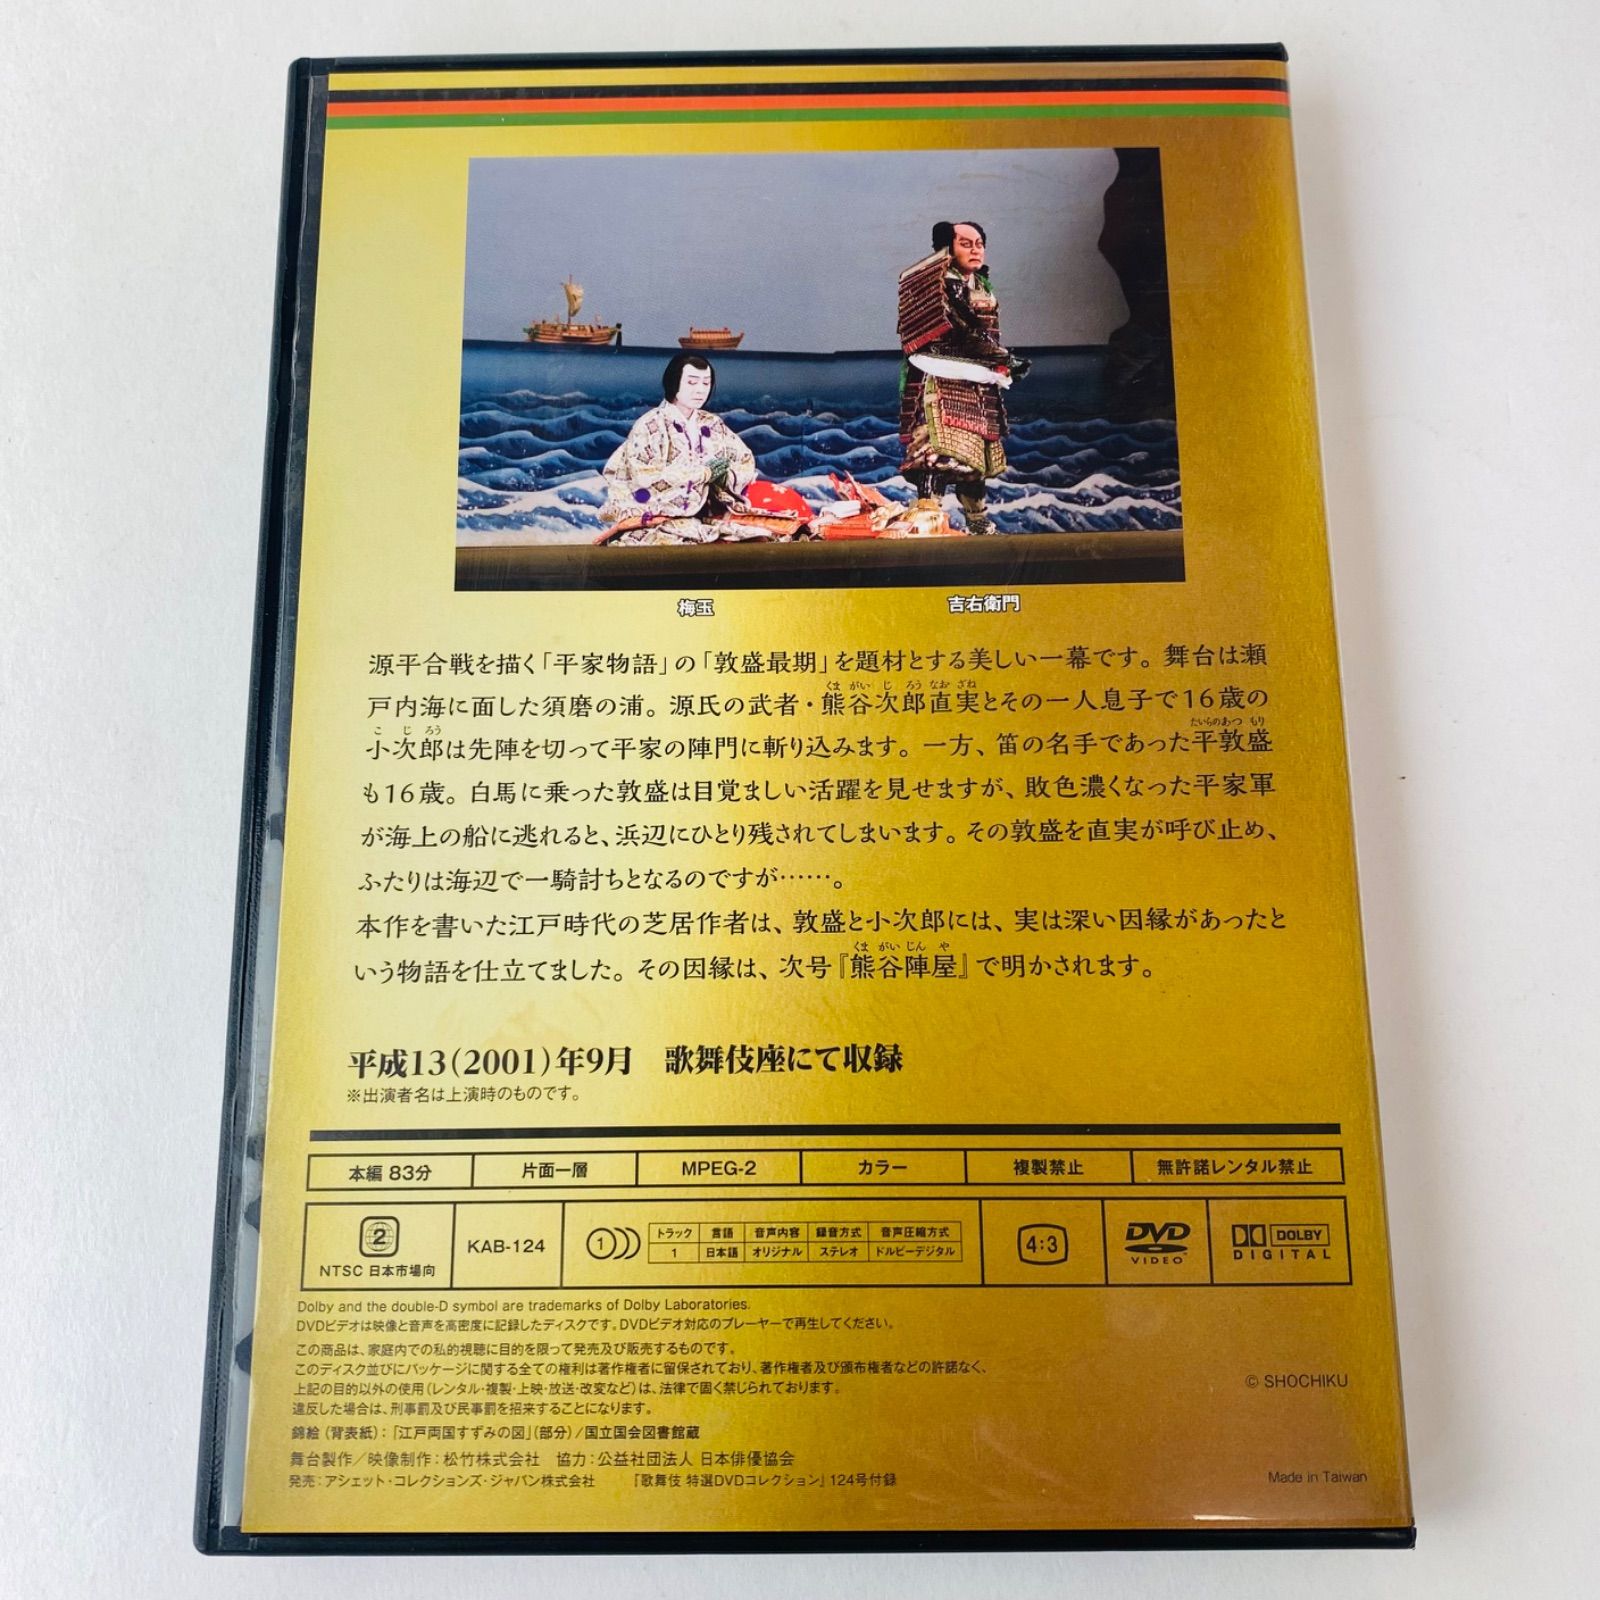 梅玉
吉右衛門
源平合戦を描く「平家物語」の「敦盛最期」を題材とする美しい一幕です。舞台は瀬
くま がい じ ろう なお ざね
戸内海に面した須磨の浦。源氏の武者・熊谷次郎直実とその一人息子で16歳の
こ じ ろう
たいらのあつ もり
小次郎は先陣を切って平家の陣門に斬り込みます。一方、笛の名手であった平敦盛
も16歳。白馬に乗った敦盛は目覚ましい活躍を見せますが、敗色濃くなった平家軍
が海上の船に逃れると、浜辺にひとり残されてしまいます。その敦盛を直実が呼び止め、
ふたりは海辺で一騎討ちとなるのですが……。
本作を書いた江戸時代の芝居作者は、敦盛と小次郎には、実は深い因縁があったと
くま がい じん や
いう物語を仕立てました。その因縁は、次号『熊谷陣屋』で明かされます。
平成13(2001)年9月 歌舞伎座にて収録
※出演者名は上演時のものです。
本編 83分
片面一層
MPEG-2
カラー
複製禁止
無許諾レンタル禁止
2
NTSC 日本市場向
KAB-124
1
トラック 言語 音声内容 録音方式 音声圧縮方式
1 日本語 オリジナル ステレオ ドルビーデジタル
4:3
DVD
VIDEO
DOLBY
DIGITAL
Dolby and the double-D symbol are trademarks of Dolby Laboratories.
DVDビデオは映像と音声を高密度に記録したディスクです。DVDビデオ対応のプレーヤーで再生してください。
この商品は、家庭内での私的視聴に目的を限って発売及び販売するものです。
このディスク並びにパッケージに関する全ての権利は著作権者に留保されており、著作権者及び頒布権者などの許諾なく、
上記の目的以外の使用(レンタル・複製・上映・放送・改変など)は、法律で固く禁じられております。
違反した場合は、刑事罰及び民事罰を招来することになります。
© SHOCHIKU
錦絵(背表紙):「江戸両国すずみの図」(部分)/国立国会図書館蔵
舞台製作/映像制作:松竹株式会社 協力:公益社団法人 日本俳優協会
発売:アシェット・コレクションズ・ジャパン株式会社 『歌舞伎 特選DVDコレクション』124号付録
Made in Taiwan